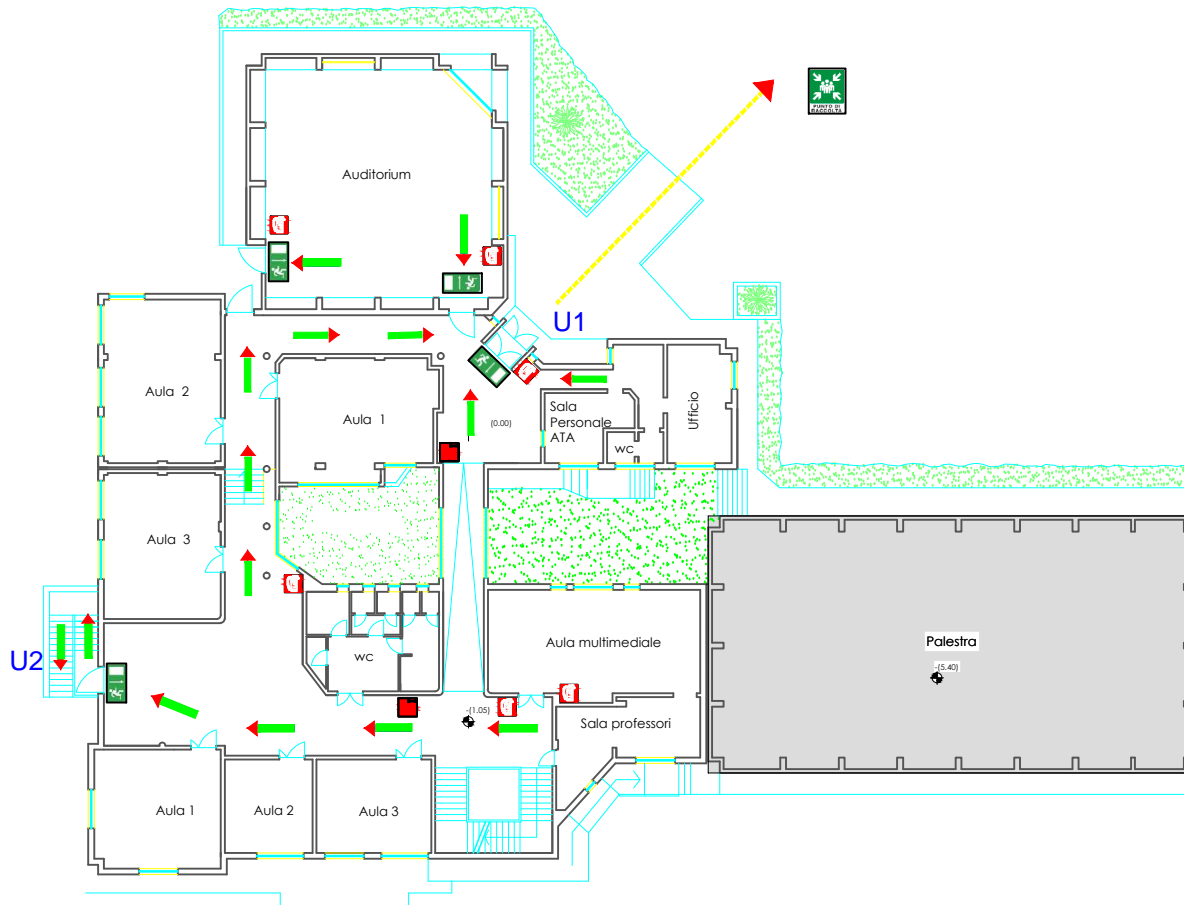 PUNTO DI
RACCOLTA
Auditorium
U1
Aula 2
Aula 1
Sala
Personale
ATA
(0.00)
wc
Ufficio
Aula 3
U2
wc
Aula multimediale
Palestra
-(5.40)
-(1.05)
Sala professori
Aula 1
Aula 2
Aula 3